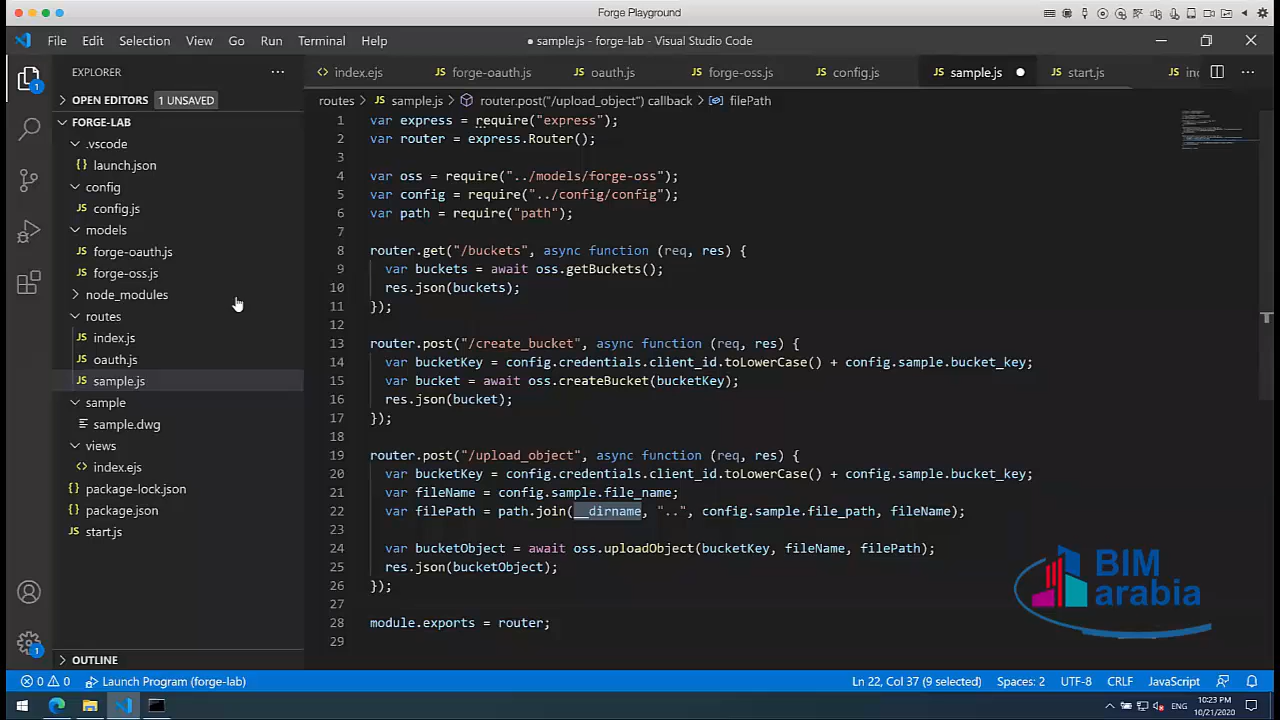 Forge Playground
File Edit Selection View Go Run Terminal Help
● sample.js - forge-lab - Visual Studio Code
EXPLORER
index.ejs forge-oauth.js oauth.js forge-oss.js config.js sample.js start.js
OPEN EDITORS 1 UNSAVED
routes > JS sample.js > router.post("/upload_object") callback > filePath
FORGE-LAB
.vscode
{} launch.json
config
JS config.js
models
JS forge-oauth.js
JS forge-oss.js
node_modules
routes
JS index.js
JS oauth.js
JS sample.js
sample
sample.dwg
views
<> index.ejs
{} package-lock.json
{} package.json
JS start.js
OUTLINE
1 var express = require("express");
2 var router = express.Router();
3
4 var oss = require("../models/forge-oss");
5 var config = require("../config/config");
6 var path = require("path");
7
8 router.get("/buckets", async function (req, res) {
9 var buckets = await oss.getBuckets();
10 res.json(buckets);
11 });
12
13 router.post("/create_bucket", async function (req, res) {
14 var bucketKey = config.credentials.client_id.toLowerCase() + config.sample.bucket_key;
15 var bucket = await oss.createBucket(bucketKey);
16 res.json(bucket);
17 });
18
19 router.post("/upload_object", async function (req, res) {
20 var bucketKey = config.credentials.client_id.toLowerCase() + config.sample.bucket_key;
21 var fileName = config.sample.file_name;
22 var filePath = path.join(__dirname, "..", config.sample.file_path, fileName);
23
24 var bucketObject = await oss.uploadObject(bucketKey, fileName, filePath);
25 res.json(bucketObject);
26 });
27
28 module.exports = router;
29
BIM
arabia
1
1
0 0 Launch Program (forge-lab) Ln 22, Col 37 (9 selected) Spaces: 2 UTF-8 CRLF JavaScript
ENG 10:23 PM
10/21/2020